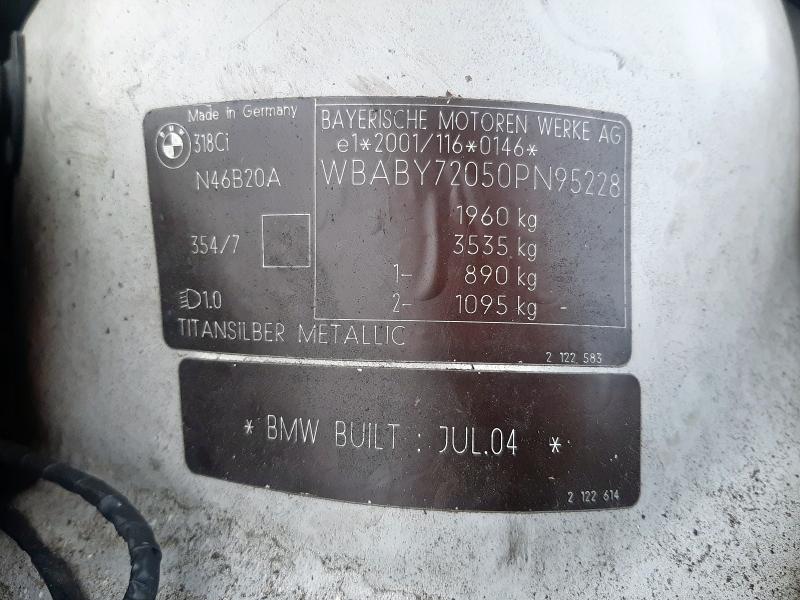 Made in Germany
BMW
318Ci
N46B20A
354/7
1.0
TITANSILBER METALLIC
BAYERISCHE MOTOREN WERKE AG
e1*2001/116*0146*
WBABY72050PN95228
1960 kg
3535 kg
1- 890 kg
2- 1095 kg -
2 122 583
* BMW BUILT : JUL.04 *
2 122 614